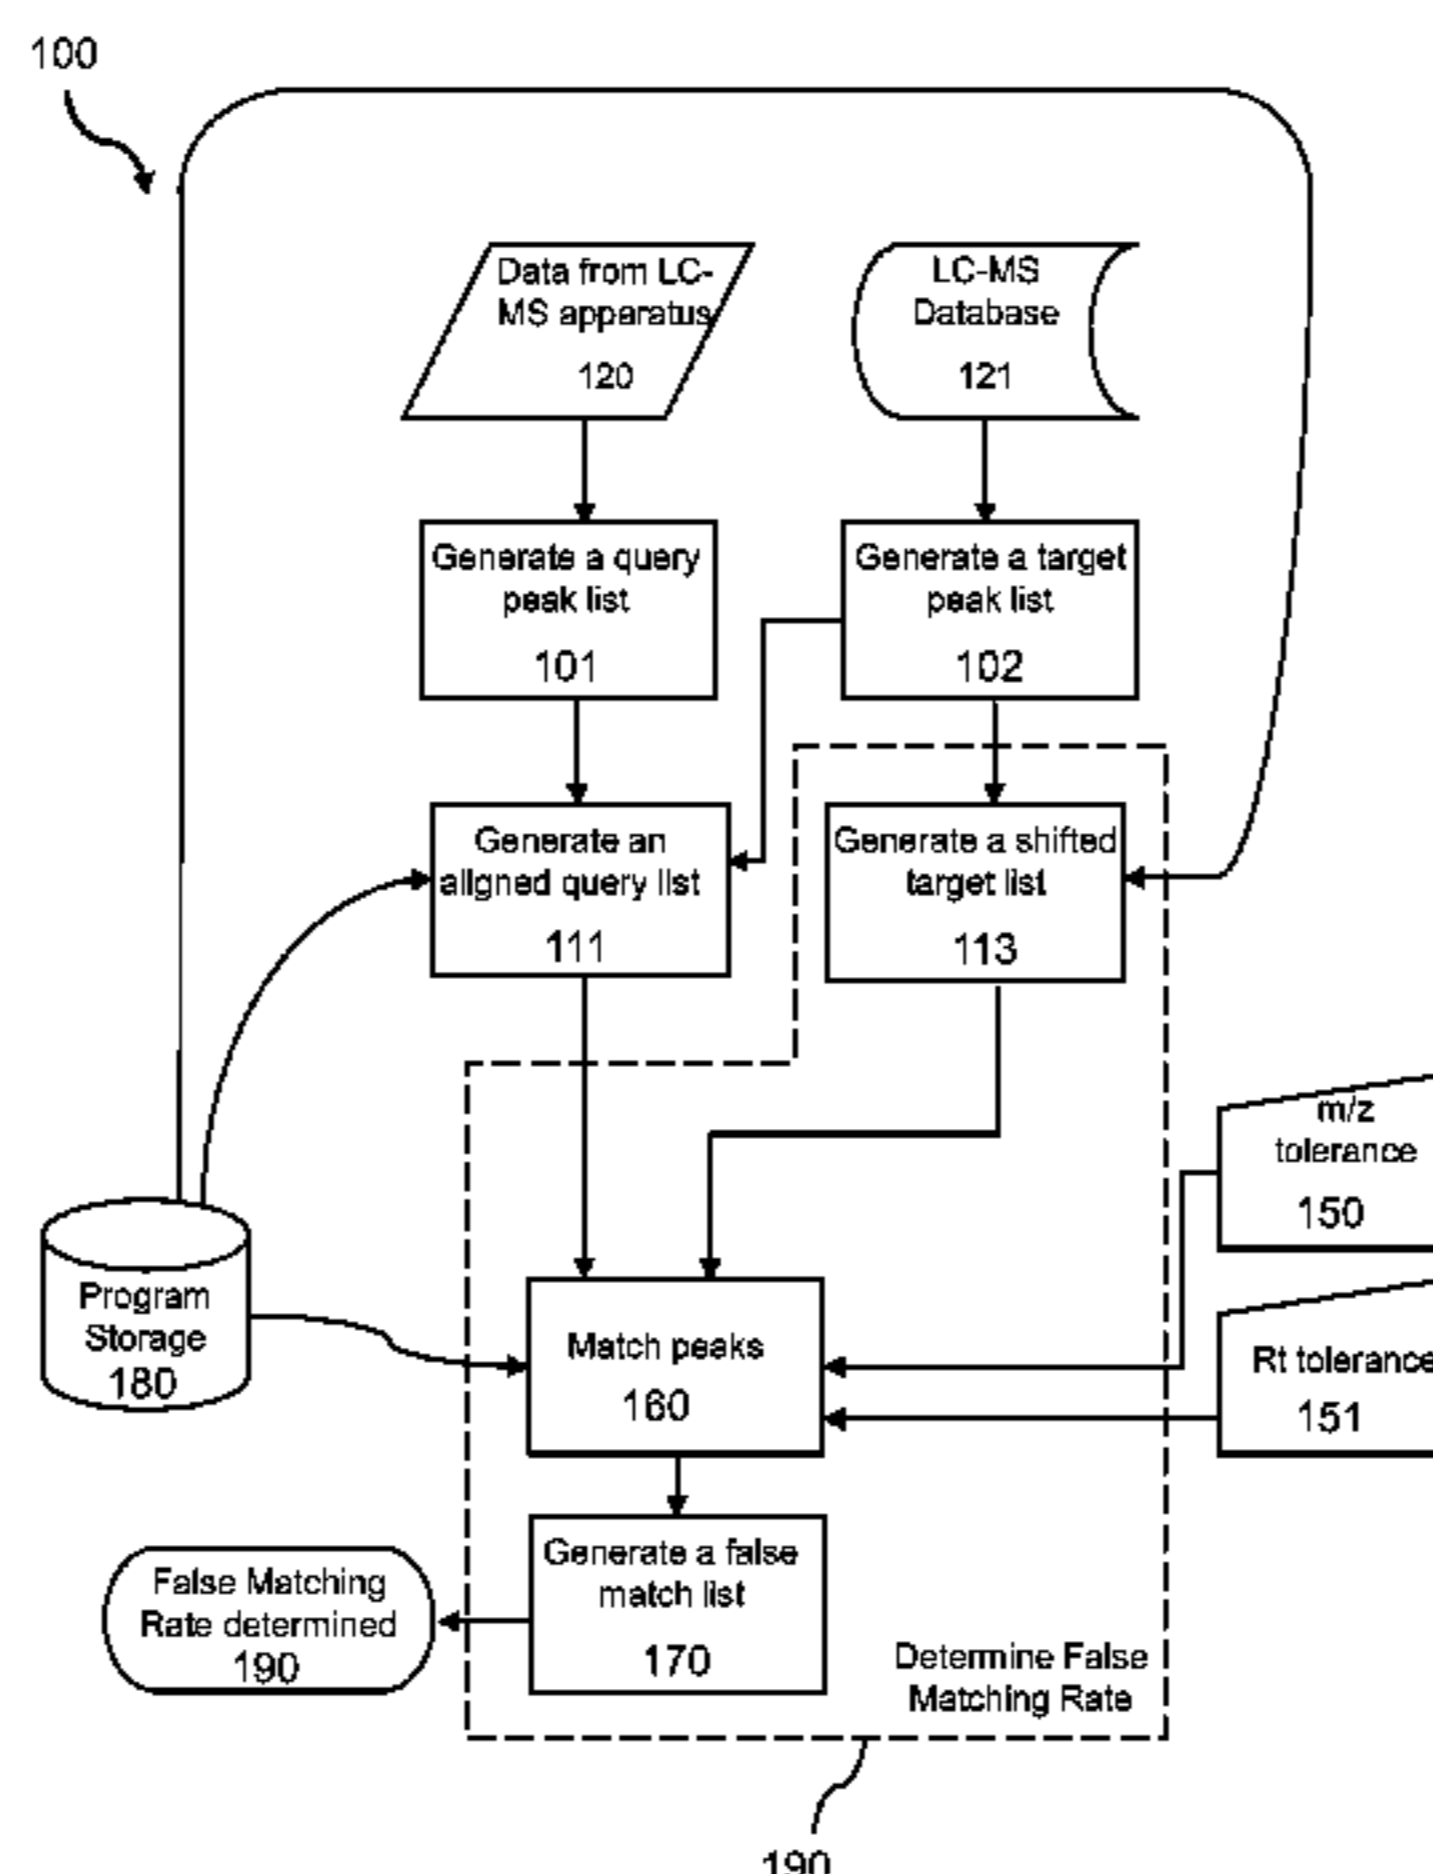 100
Data from LC-
MS apparatus
120
LC-MS
Database
121
Generate a query
peak list
101
Generate a target
peak list
102
Generate an
aligned query list
111
Generate a shifted
target list
113
m/z
tolerance
150
Program
Storage
180
Match peaks
160
Rt tolerance
151
Generate a false
match list
170
False Matching
Rate determined
190
Determine False
Matching Rate
190